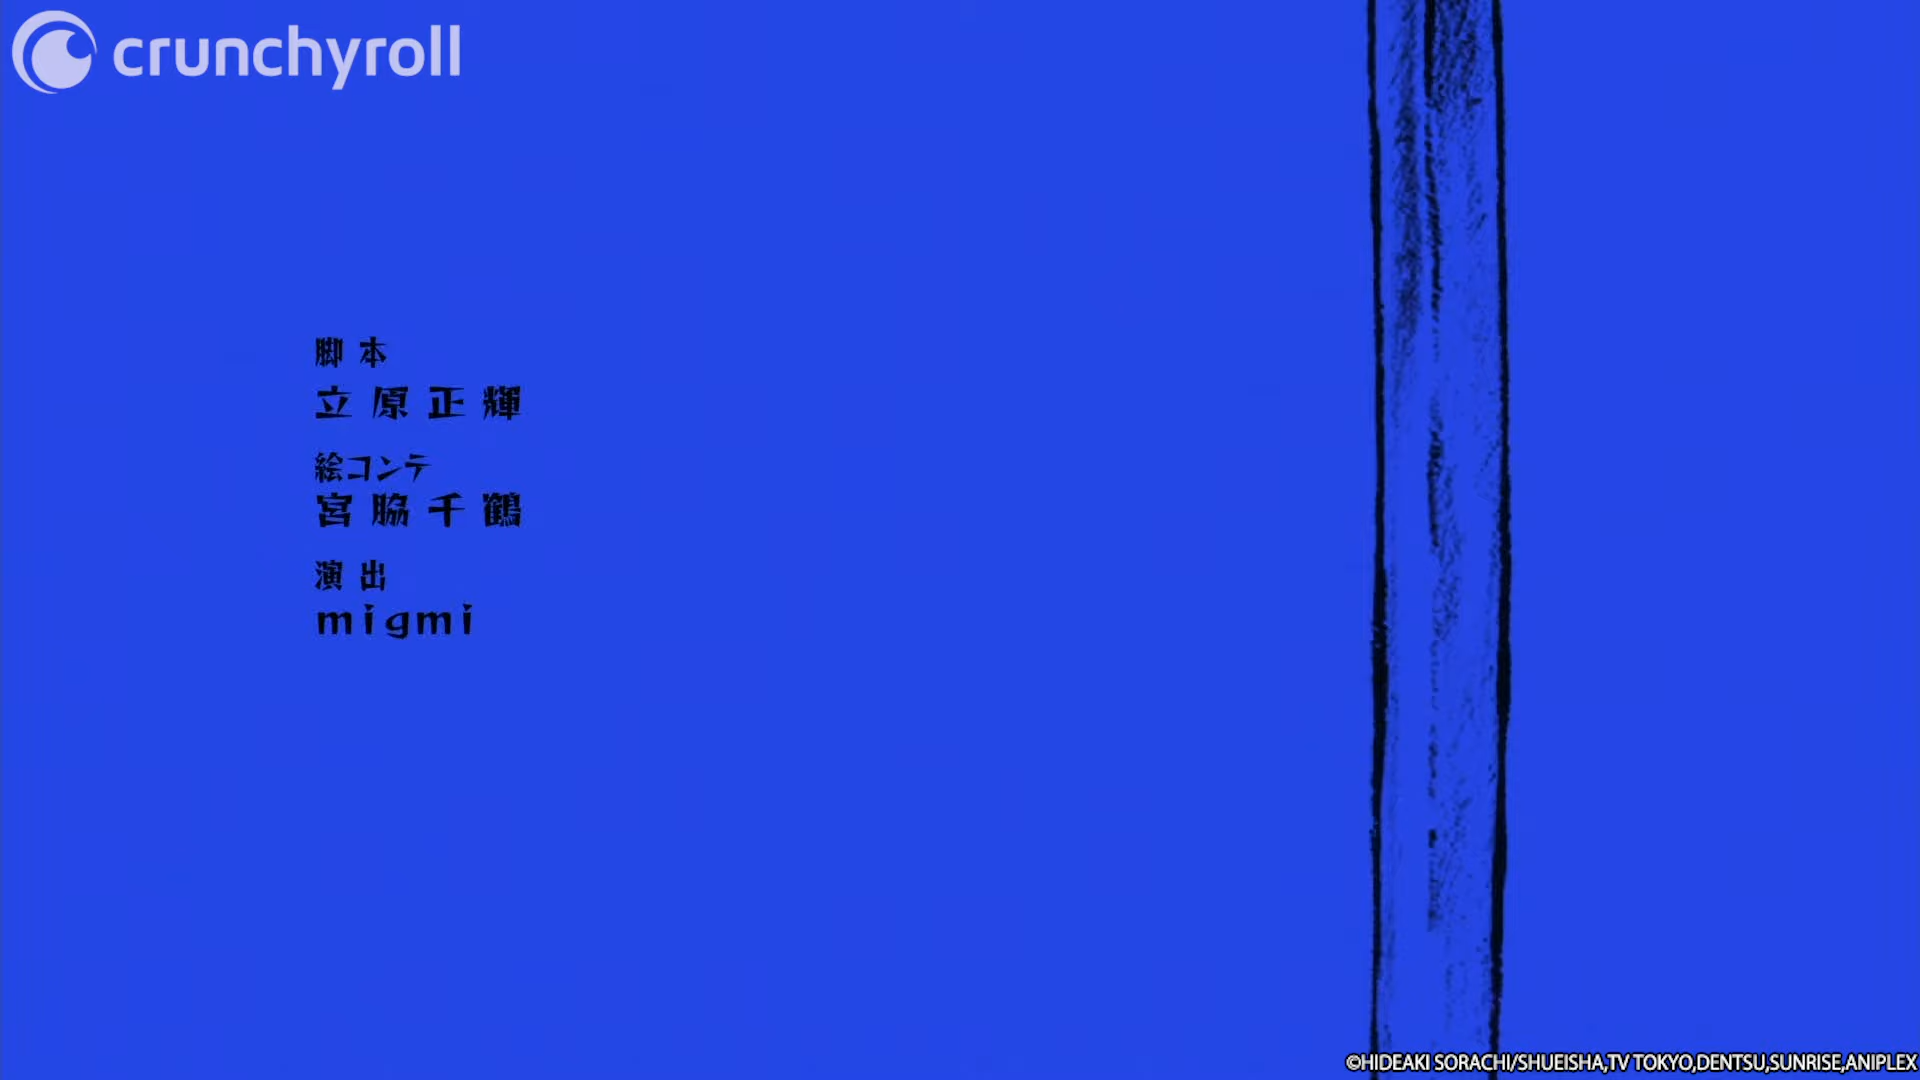 crunchyroll
脚本
立原正輝
絵コンテ
宮脇千鶴
演出
migmi
©HIDEAKI SORACHI/SHUEISHA,TV TOKYO,DENTSU,SUNRISE,ANIPLEX